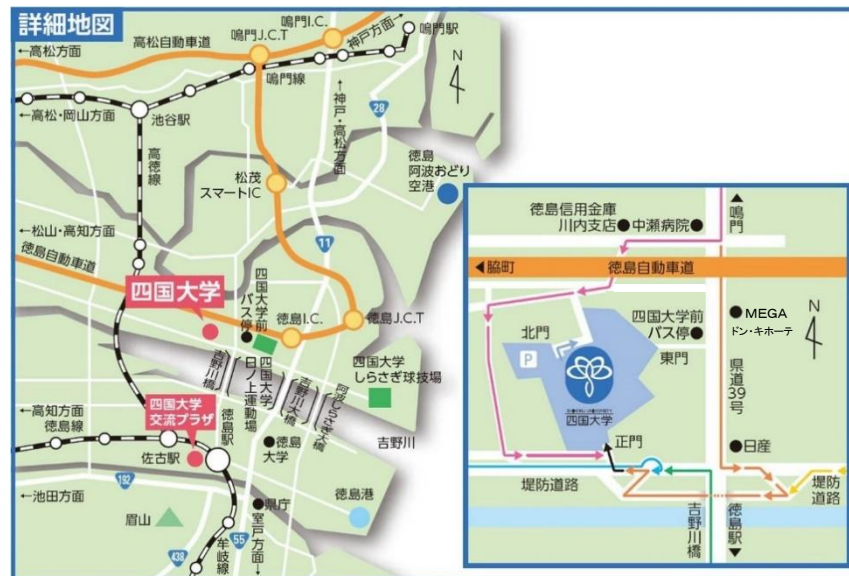 詳細地図
←高松方面
高松自動車道
鳴門J.C.T
鳴門I.C.
神戸方面→
鳴門駅
鳴門線
N
←高松・岡山方面
池谷駅
高徳線
←神戸・高松方面
28
松茂
スマートIC
徳島
阿波おどり
空港
←松山・高知方面
徳島自動車道
11
四国大学
四国大学前
バス停
徳島I.C.
徳島J.C.T
吉野川橋
四国大学
日ノ上運動場
吉野川大橋
阿波しらさぎ大橋
四国大学
しらさぎ球技場
吉野川
←高知方面
徳島線
四国大学
交流プラザ
佐古駅
徳島駅
徳島
大学
192
←池田方面
眉山
県庁
徳島港
室戸方面→
55
438
牟岐線
徳島信用金庫
川内支店
中瀬病院
▲鳴門
◀脇町
徳島自動車道
四国大学前
バス停
MEGA
ドン・キホーテ
N
北門
P
東門
県道39号
四国大学
正門
日産
堤防道路
堤防
道路
吉野川橋
徳島駅▼